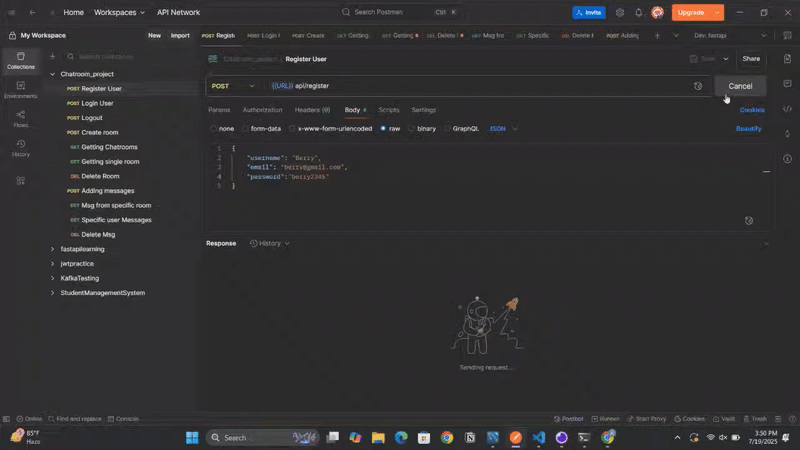 Home Workspaces API Network Search Postman Ctrl K Invite Upgrade
My Workspace New Import POST Regist POST Login POST Create GET Getting GET Getting DEL Delete GET Msg fro GET Specific DEL Delete POST Adding Dev: fastapi
Collections
Environments
Flows
History
Search collections
Chatroom_project
POST Register User
POST Login User
POST Logout
POST Create room
GET Getting Chatrooms
GET Getting single room
DEL Delete Room
POST Adding messages
GET Msg from specific room
GET Specific user Messages
DEL Delete Msg
fastapilearning
jwtpractice
KafkaTesting
StudentManagementSystem
Chatroom_project / Register User Save Share
POST {{URL}} api/register Cancel
Params Authorization Headers (9) Body Scripts Settings Cookies
none form-data x-www-form-urlencoded raw binary GraphQL JSON Beautify
1 {
2 "username": "Berry",
3 "email": "berry@gmail.com",
4 "password":"berry2345"
5 }
Response History
Sending request...
Online Find and replace Console Postbot Runner Start Proxy Cookies Vault Trash
85°F
Haze
Search
3:50 PM
7/19/2025